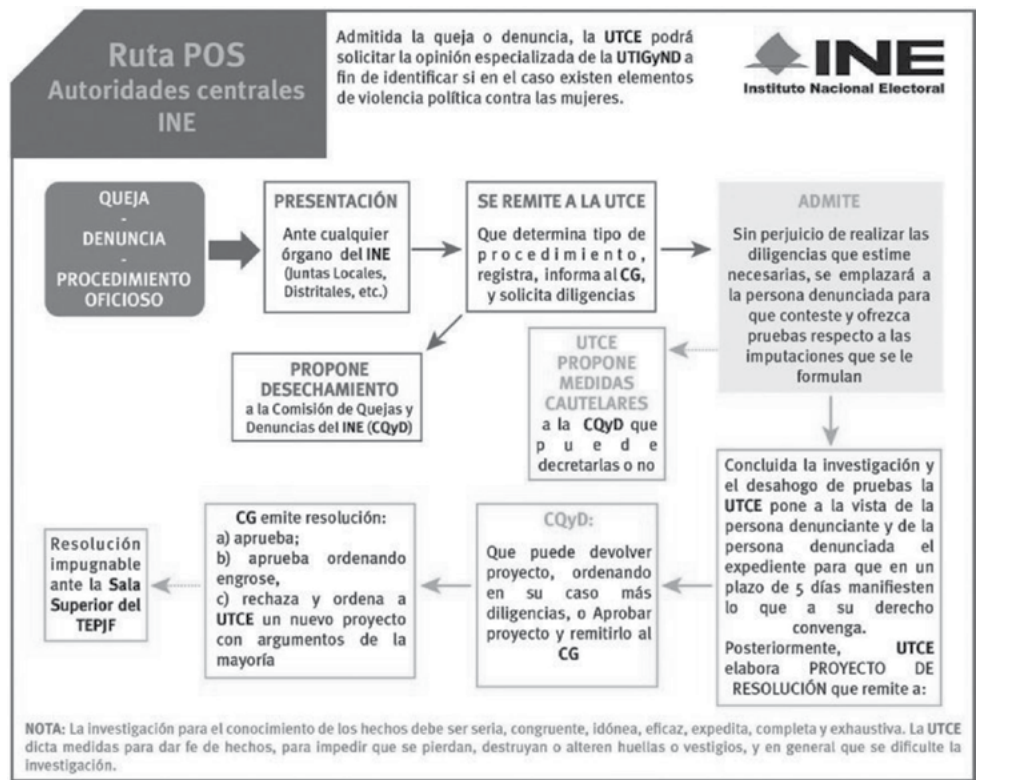 Ruta POS
Autoridades centrales
INE
Admitida la queja o denuncia, la UTCE podrá
solicitar la opinión especializada de la UTIGyND a
fin de identificar si en el caso existen elementos
de violencia política contra las mujeres.
INE
Instituto Nacional Electoral
QUEJA
-
DENUNCIA
-
PROCEDIMIENTO
OFICIOSO
PRESENTACIÓN
Ante cualquier
órgano del INE
(Juntas Locales,
Distritales, etc.)
SE REMITE A LA UTCE
Que determina tipo de
procedimiento,
registra, informa al CG,
y solicita diligencias
ADMITE
Sin perjuicio de realizar las
diligencias que estime
necesarias, se emplazará a
la persona denunciada para
que conteste y ofrezca
pruebas respecto a las
imputaciones que se le
formulan
PROPONE
DESECHAMIENTO
a la Comisión de Quejas y
Denuncias del INE (CQyD)
UTCE
PROPONE
MEDIDAS
CAUTELARES
a la CQyD que
puede
decretarlas o no
Concluida la investigación y
el desahogo de pruebas la
UTCE pone a la vista de la
persona denunciante y de la
persona denunciada el
expediente para que en un
plazo de 5 días manifiesten
lo que a su derecho
convenga.
Posteriormente, UTCE
elabora PROYECTO DE
RESOLUCIÓN que remite a:
CQyD:
Que puede devolver
proyecto, ordenando
en su caso más
diligencias, o Aprobar
proyecto y remitirlo al
CG
CG emite resolución:
a) aprueba;
b) aprueba ordenando
engrose,
c) rechaza y ordena a
UTCE un nuevo proyecto
con argumentos de la
mayoría
Resolución
impugnable
ante la Sala
Superior del
TEPJF
NOTA: La investigación para el conocimiento de los hechos debe ser seria, congruente, idónea, eficaz, expedita, completa y exhaustiva. La UTCE
dicta medidas para dar fe de hechos, para impedir que se pierdan, destruyan o alteren huellas o vestigios, y en general que se dificulte la
investigación.